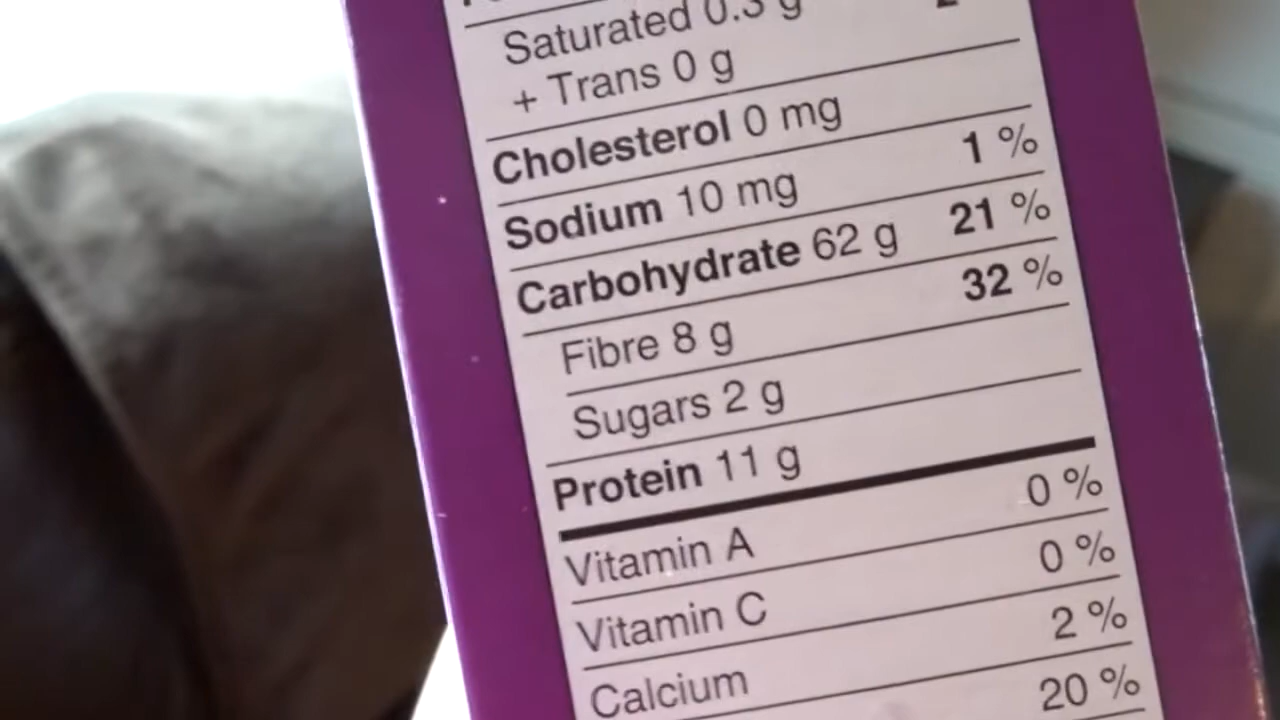 Saturated 0.3 g
+ Trans 0 g
Cholesterol 0 mg
Sodium 10 mg 1 %
Carbohydrate 62 g 21 %
Fibre 8 g 32 %
Sugars 2 g
Protein 11 g
Vitamin A 0 %
Vitamin C 0 %
Calcium 2 %
20 %